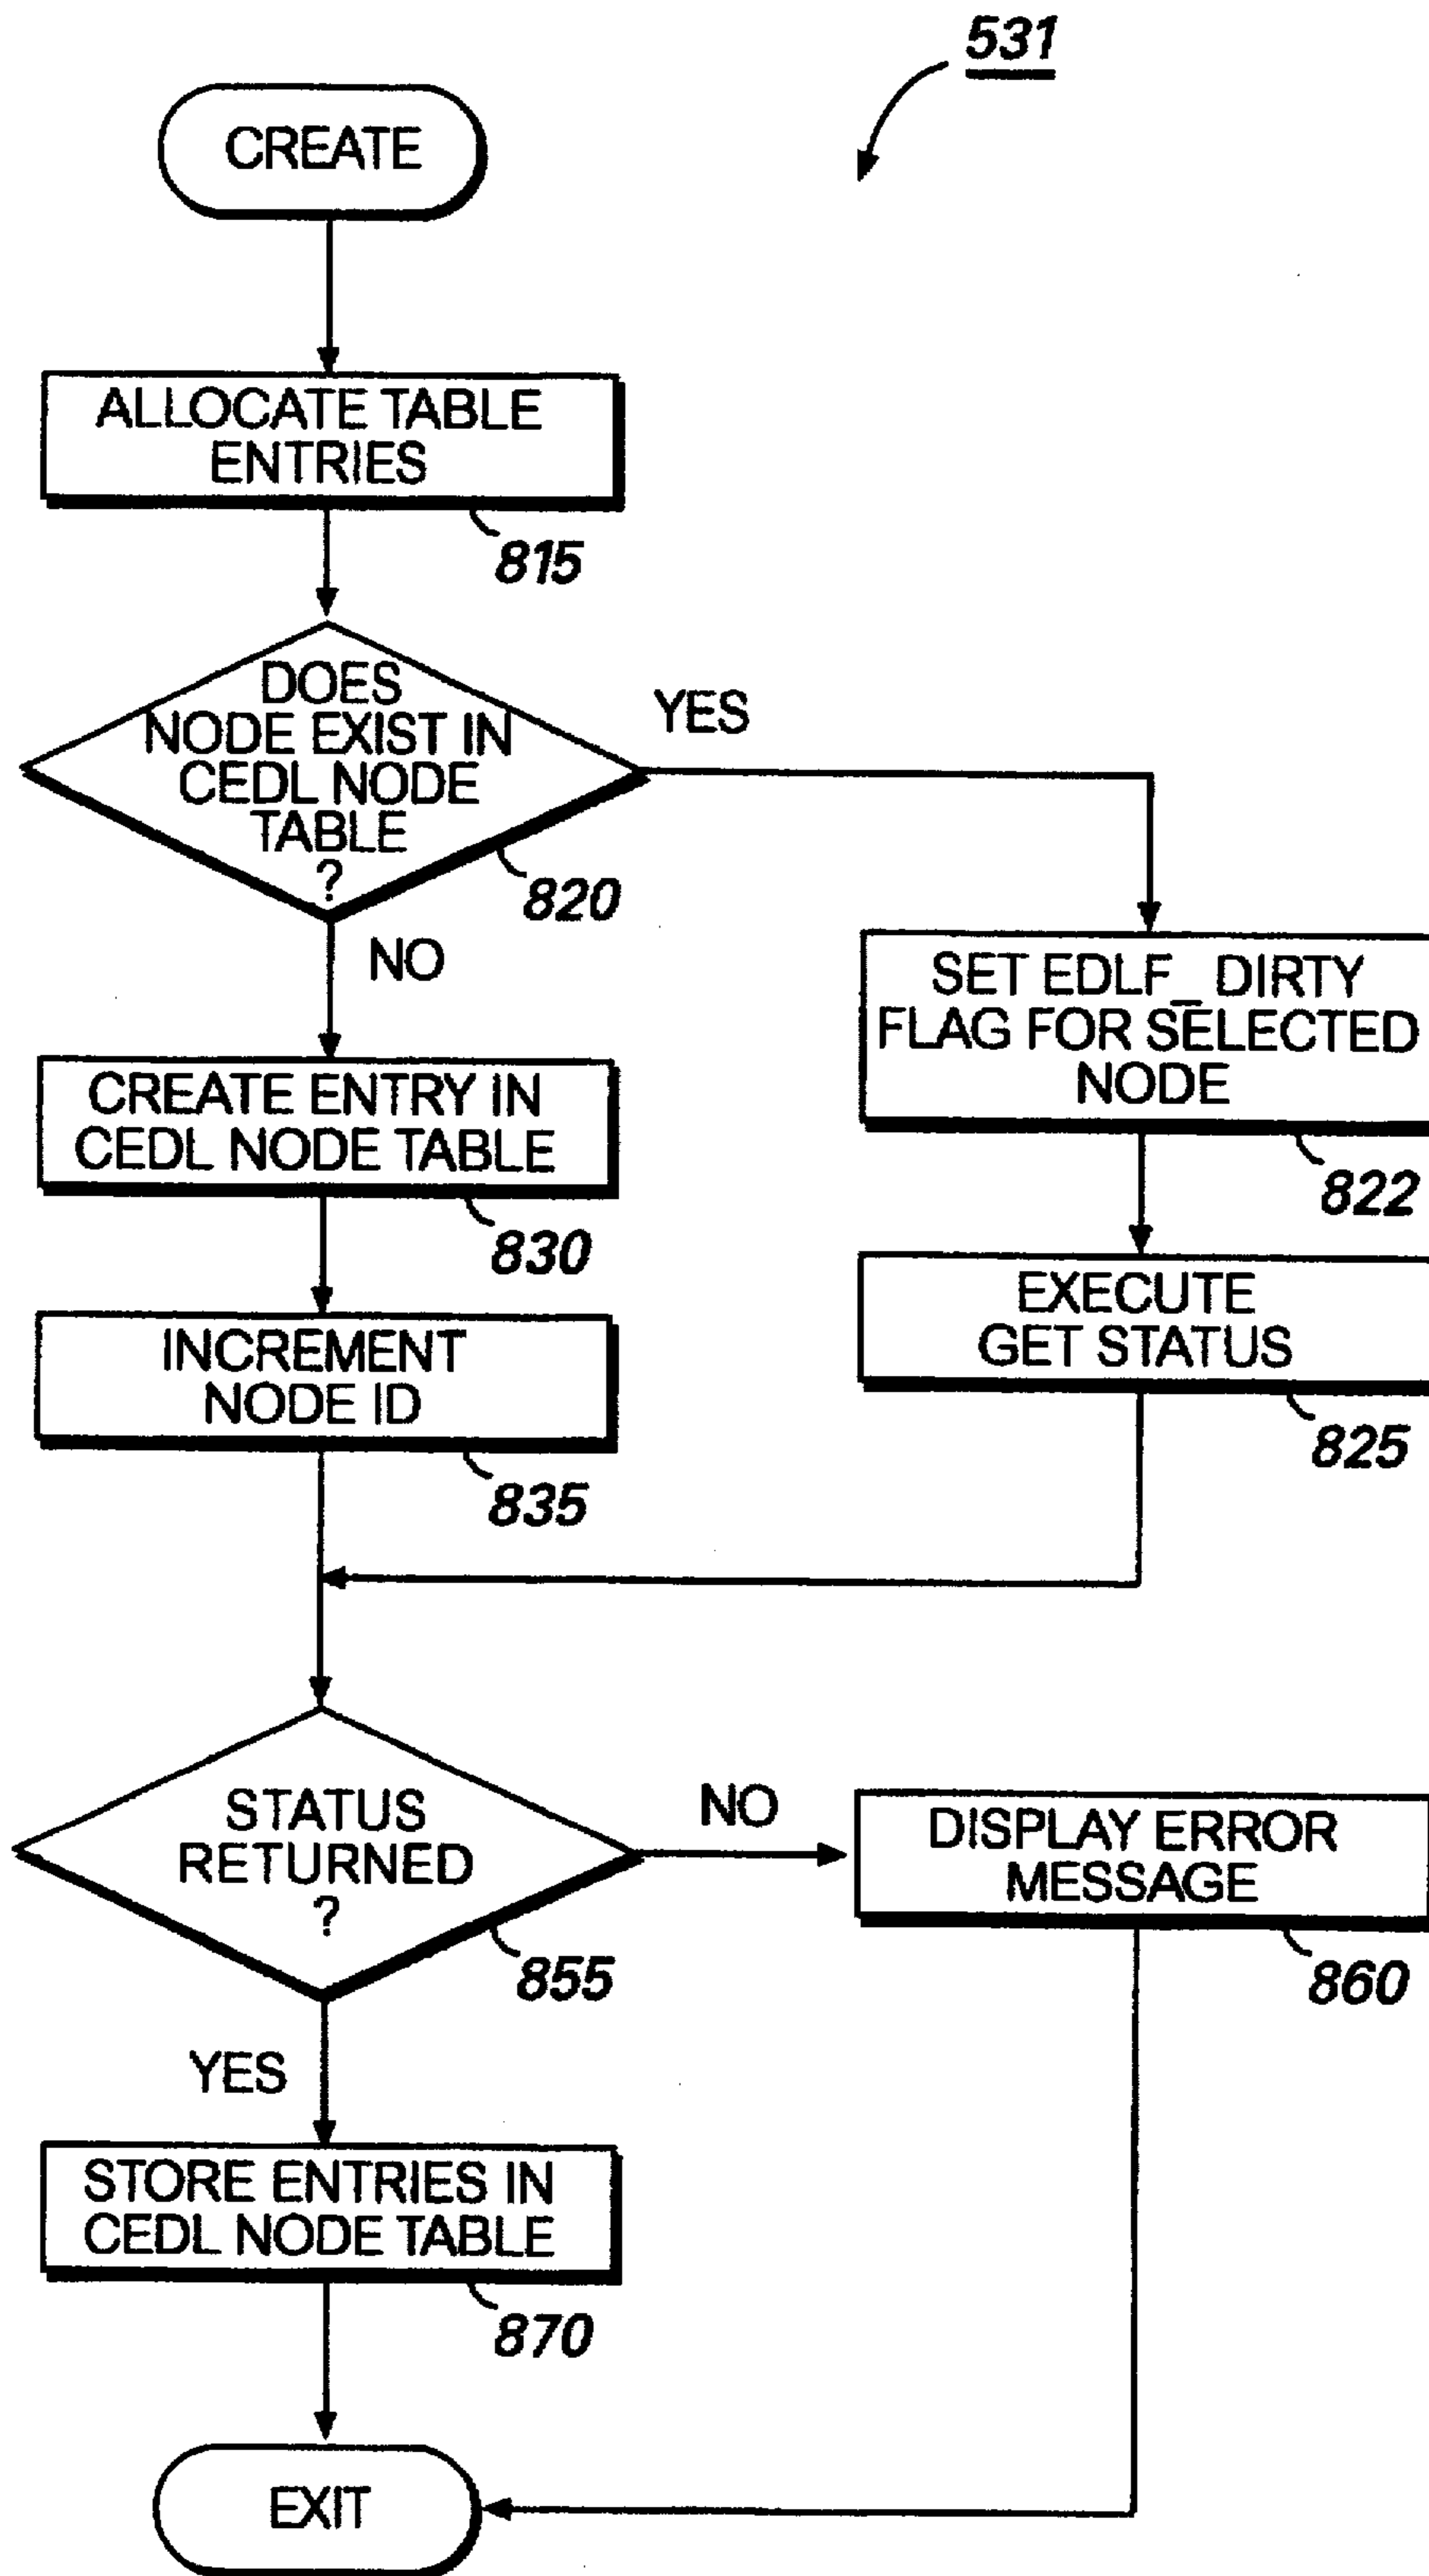 531
CREATE
ALLOCATE TABLE
ENTRIES
815
DOES
NODE EXIST IN
CEDL NODE
TABLE
?
820
YES
NO
SET EDLF_DIRTY
FLAG FOR SELECTED
NODE
822
CREATE ENTRY IN
CEDL NODE TABLE
830
EXECUTE
GET STATUS
825
INCREMENT
NODE ID
835
STATUS
RETURNED
?
855
NO
DISPLAY ERROR
MESSAGE
860
YES
STORE ENTRIES IN
CEDL NODE TABLE
870
EXIT